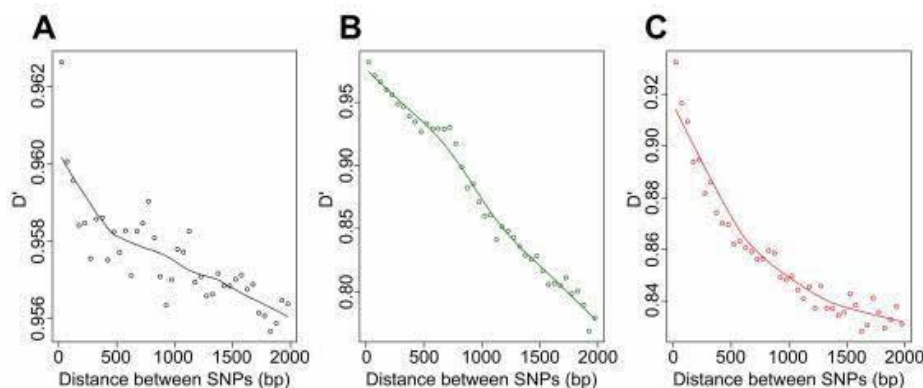 A B C
D'
0.956 0.958 0.960 0.962
0 500 1000 1500 2000
Distance between SNPs (bp)
D'
0.80 0.85 0.90 0.95
0 500 1000 1500 2000
Distance between SNPs (bp)
D'
0.84 0.86 0.88 0.90 0.92
0 500 1000 1500 2000
Distance between SNPs (bp)